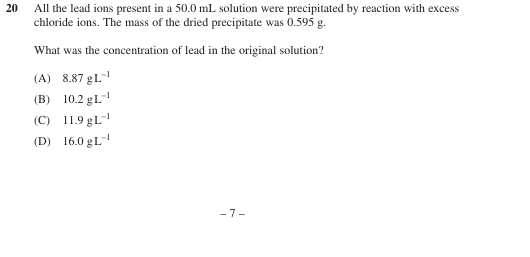 20 All the lead ions present in a 50.0 mL solution were precipitated by reaction with excess
chloride ions. The mass of the dried precipitate was 0.595 g.
What was the concentration of lead in the original solution?
(A) 8.87 g L⁻¹
(B) 10.2 g L⁻¹
(C) 11.9 g L⁻¹
(D) 16.0 g L⁻¹
– 7 –